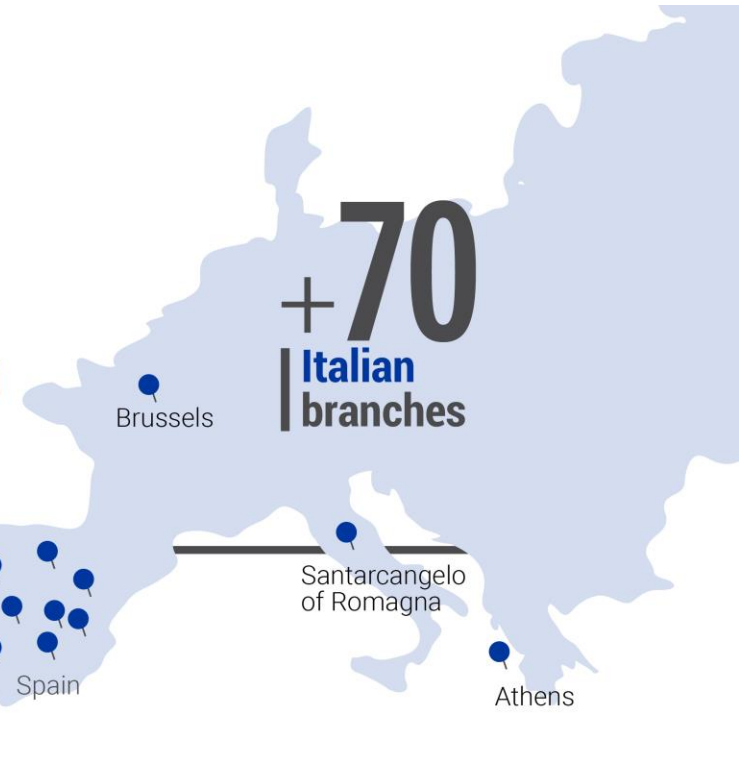 +70
Italian
branches
Brussels
Santarcangelo
of Romagna
Spain
Athens